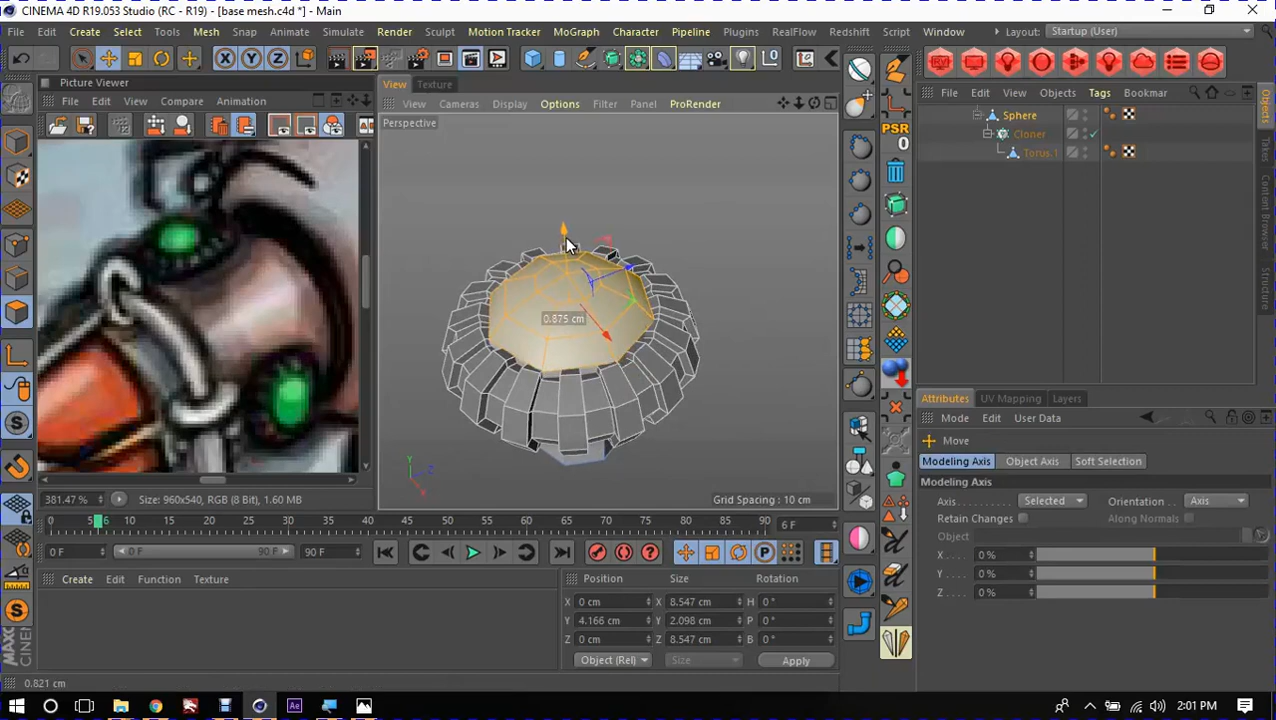 CINEMA 4D R19.053 Studio (RC - R19) - [base mesh.c4d *] - Main
File Edit Create Select Tools Mesh Snap Animate Simulate Render Sculpt Motion Tracker MoGraph Character Pipeline Plugins RealFlow Redshift Script Window Layout: Startup (User)
Picture Viewer
File Edit View Compare Animation
View Texture
View Cameras Display Options Filter Panel ProRender
Perspective
0.875 cm
Grid Spacing : 10 cm
Y
Z
X
PSR
0
File Edit View Objects Tags Bookmar
Sphere
Cloner
Torus.1
Objects
Takes
Content Browser
Structure
Attributes UV Mapping Layers
Mode Edit User Data
Move
Modeling Axis Object Axis Soft Selection
Modeling Axis
Axis Selected Orientation Axis
Retain Changes Along Normals
Object
X 0 %
Y 0 %
Z 0 %
381.47 % Size: 960x540, RGB (8 Bit), 1.60 MB
0 5 6 10 15 20 25 30 35 40 45 50 55 60 65 70 75 80 85 90 6 F
0 F 0 F 90 F 90 F
Create Edit Function Texture
Position Size Rotation
X 0 cm X 8.547 cm H 0 °
Y 4.166 cm Y 2.098 cm P 0 °
Z 0 cm Z 8.547 cm B 0 °
Object (Rel) Size Apply
0.821 cm
2:01 PM